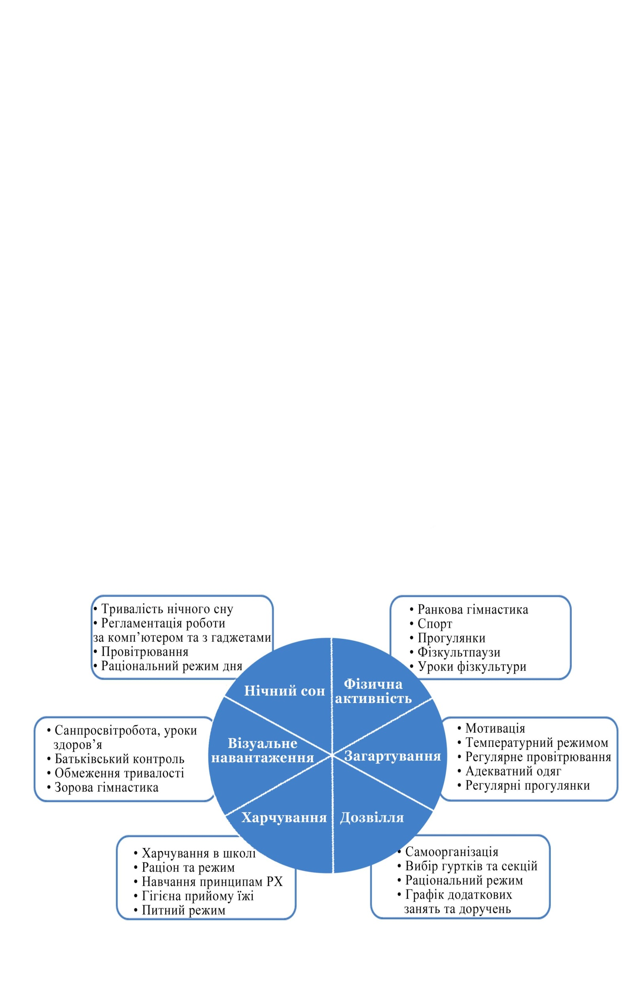 • Тривалість нічного сну
• Регламентація роботи
за комп’ютером та з гаджетами
• Провітрювання
• Раціональний режим дня
• Ранкова гімнастика
• Спорт
• Прогулянки
• Фізкультпаузи
• Уроки фізкультури
Нічний сон
Фізична
активність
• Санпросвітробота, уроки
здоров’я
• Батьківський контроль
• Обмеження тривалості
• Зорова гімнастика
Візуальне
навантаження
Загартування
• Мотивація
• Температурний режимом
• Регулярне провітрювання
• Адекватний одяг
• Регулярні прогулянки
Харчування
Дозвілля
• Харчування в школі
• Раціон та режим
• Навчання принципам РХ
• Гігієна прийому їжі
• Питний режим
• Самоорганізація
• Вибір гуртків та секцій
• Раціональний режим
• Графік додаткових
занять та доручень